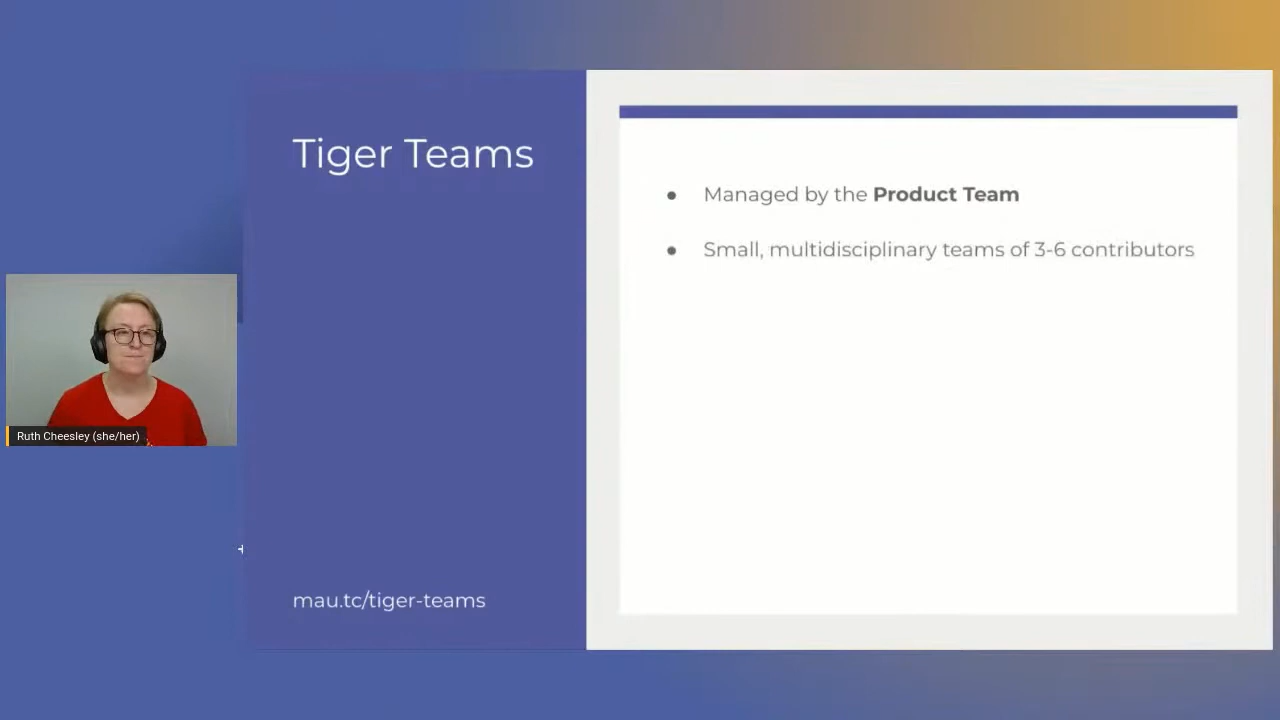 Tiger Teams
● Managed by the Product Team
● Small, multidisciplinary teams of 3-6 contributors
Ruth Cheesley (she/her)
mau.tc/tiger-teams